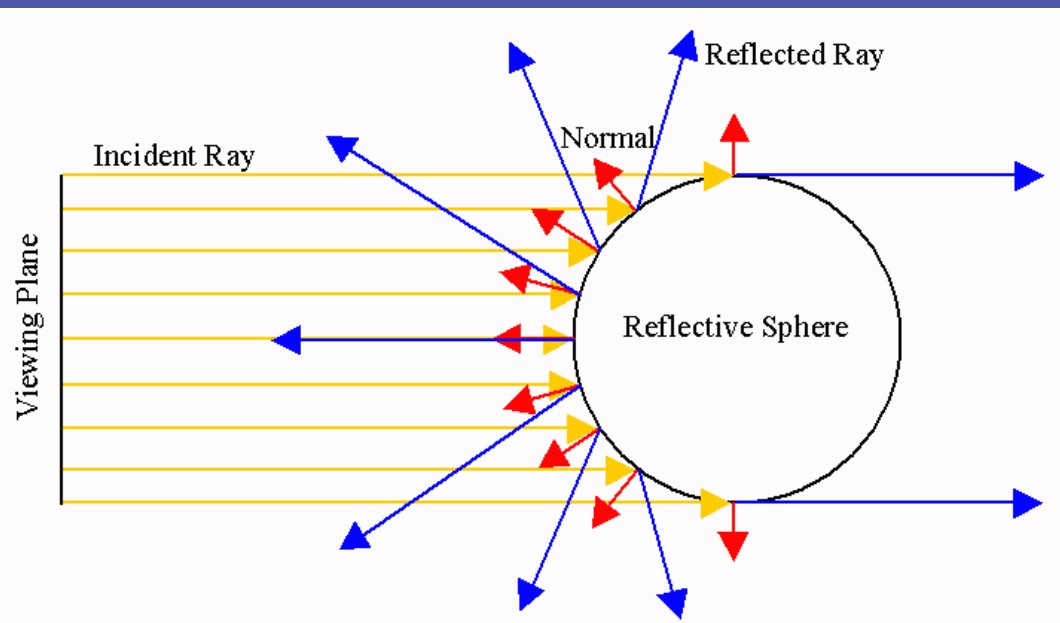 Reflected Ray
Normal
Incident Ray
Viewing Plane
Reflective Sphere